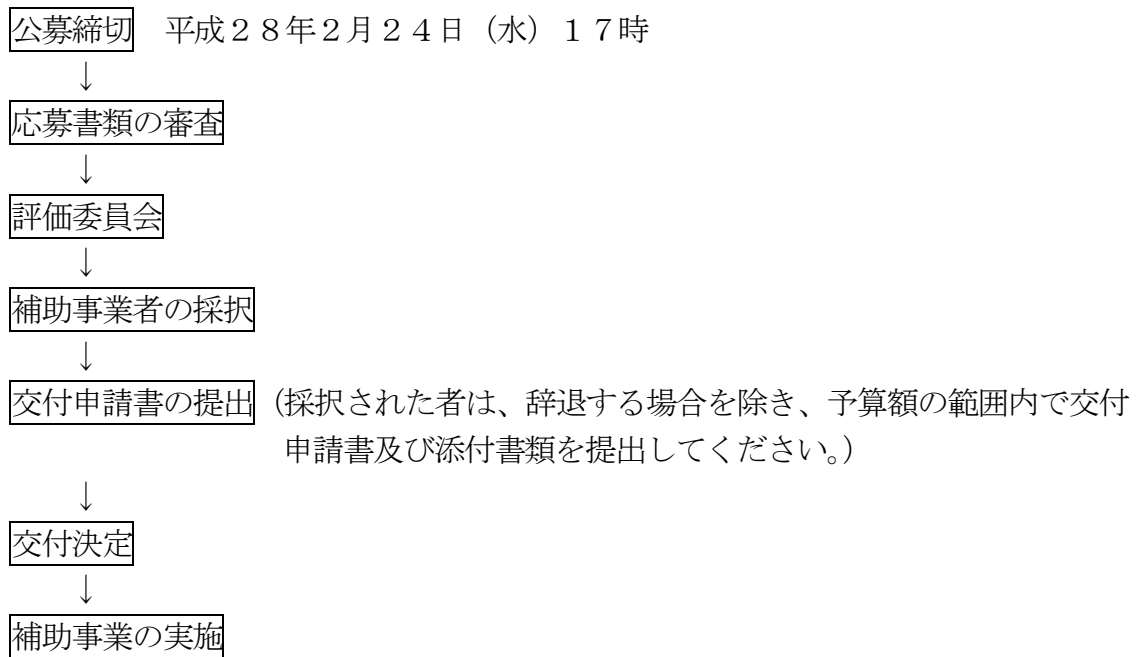 公募締切　平成２８年２月２４日（水）１７時
↓
応募書類の審査
↓
評価委員会
↓
補助事業者の採択
↓
交付申請書の提出（採択された者は、辞退する場合を除き、予算額の範囲内で交付
申請書及び添付書類を提出してください。）
↓
交付決定
↓
補助事業の実施